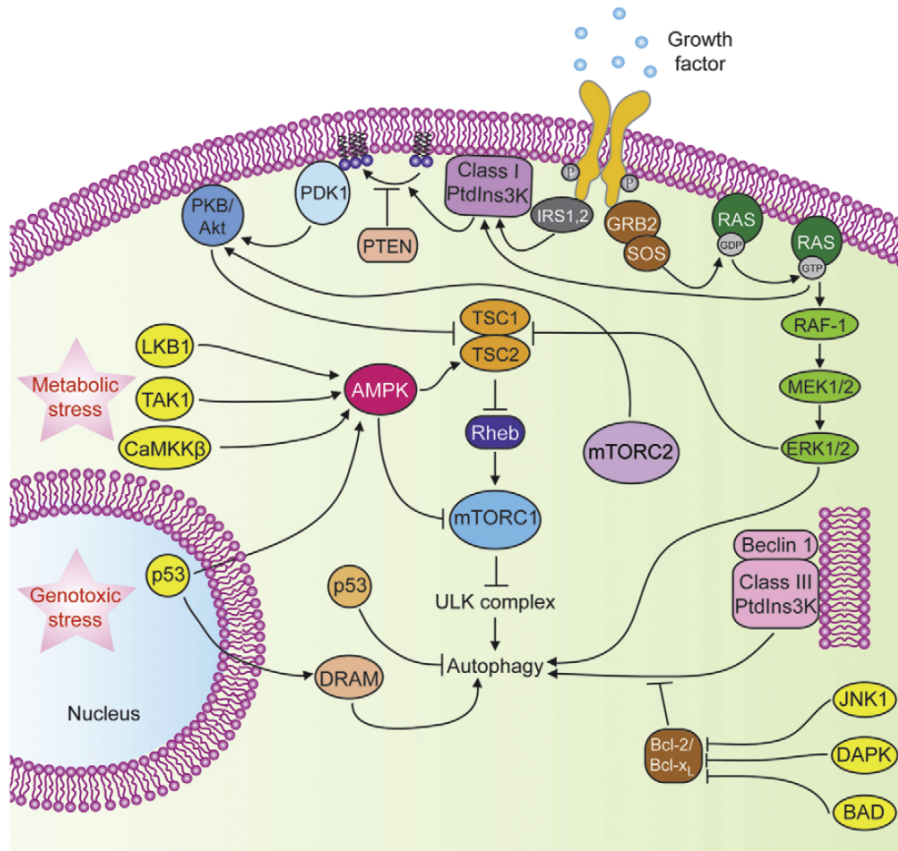 Growth
factor
Class I
PtdIns3K
P
P
PDK1
PKB/
Akt
PTEN
IRS1,2
GRB2
SOS
RAS
GDP
RAS
GTP
RAF-1
MEK1/2
ERK1/2
TSC1
TSC2
LKB1
Metabolic
stress
TAK1
CaMKKβ
AMPK
Rheb
mTORC2
mTORC1
Genotoxic
stress
p53
p53
ULK complex
Autophagy
DRAM
Nucleus
Beclin 1
Class III
PtdIns3K
Bcl-2/
Bcl-xL
JNK1
DAPK
BAD